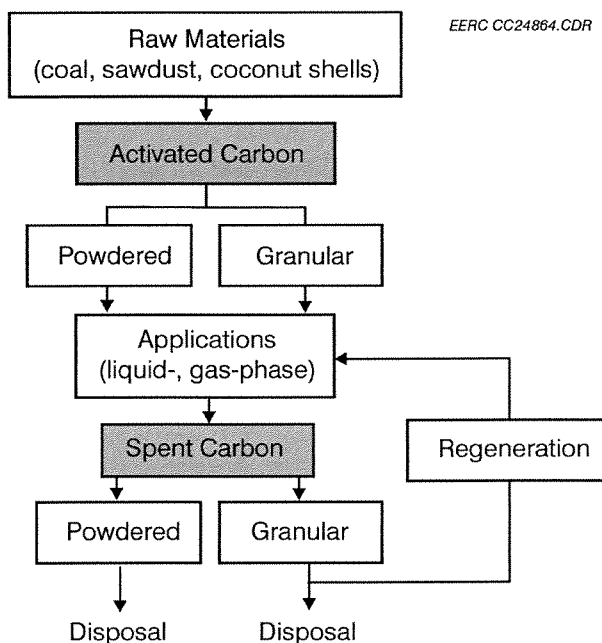 EERC CC24864.CDR
Raw Materials
(coal, sawdust, coconut shells)
Activated Carbon
Powdered
Granular
Applications
(liquid-, gas-phase)
Spent Carbon
Regeneration
Powdered
Granular
Disposal
Disposal